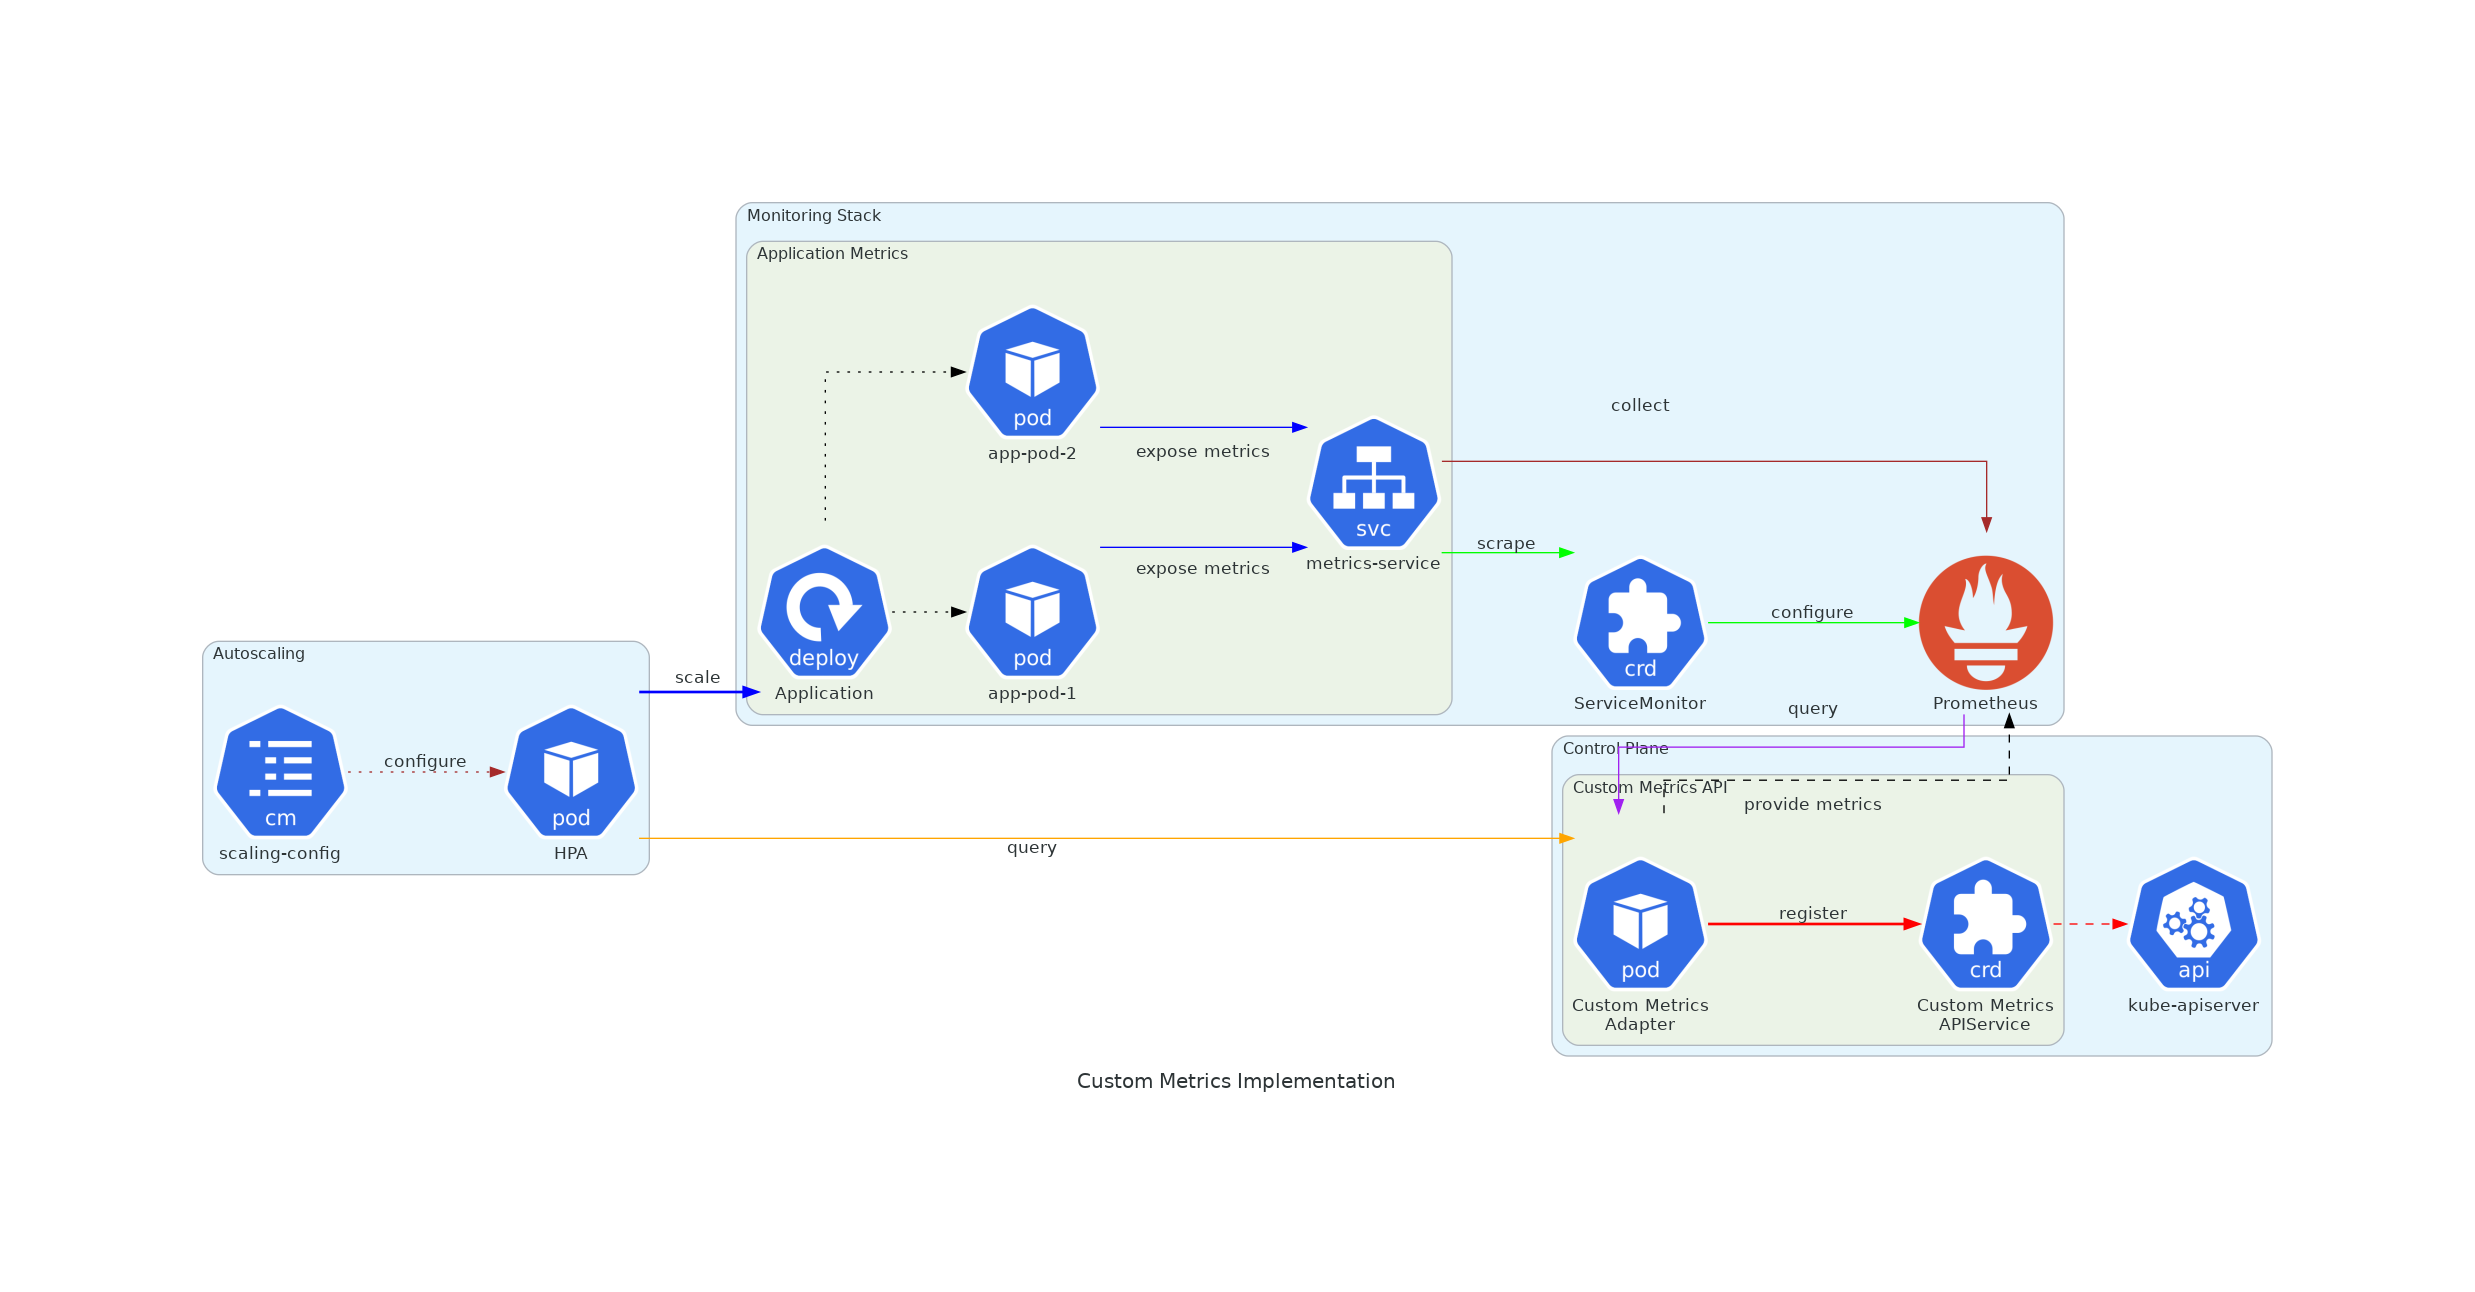 Monitoring Stack
Application Metrics
pod
app-pod-2
expose metrics
collect
svc
metrics-service
scrape
expose metrics
deploy
Application
pod
app-pod-1
crd
ServiceMonitor
configure
Prometheus
query
Autoscaling
scale
cm
scaling-config
configure
pod
HPA
query
Control Plane
Custom Metrics API
provide metrics
pod
Custom Metrics
Adapter
register
crd
Custom Metrics
APIService
api
kube-apiserver
Custom Metrics Implementation